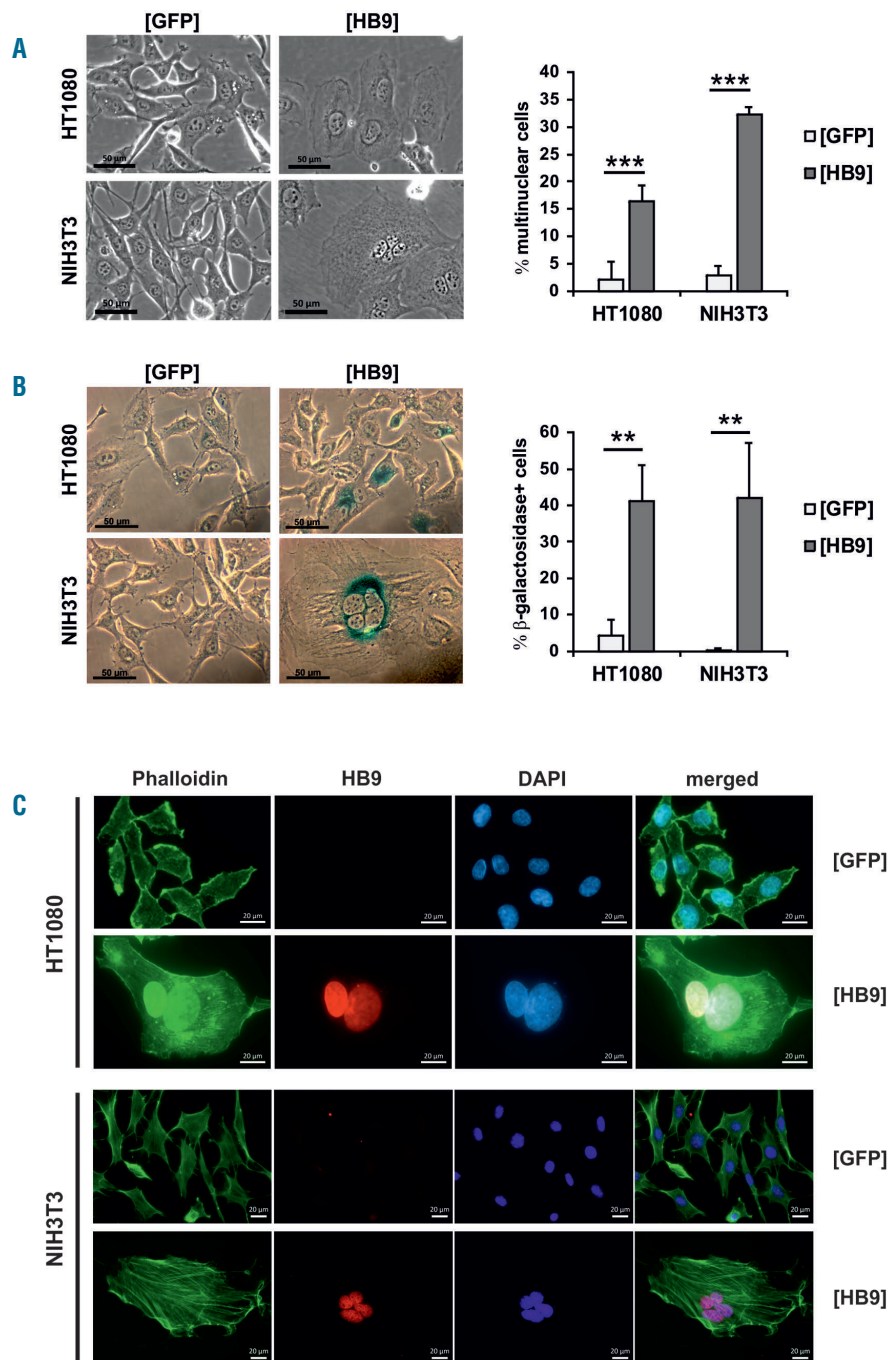 A
[GFP] [HB9]
HT1080
50 µm 50 µm
NIH3T3
50 µm 50 µm
% multinuclear cells
40
35
30
25
20
15
10
5
0
*** ***
HT1080 NIH3T3
[GFP]
[HB9]
B
[GFP] [HB9]
HT1080
50 µm 50 µm
NIH3T3
50 µm 50 µm
% β-galactosidase+ cells
60
50
40
30
20
10
0
** **
HT1080 NIH3T3
[GFP]
[HB9]
C
Phalloidin HB9 DAPI merged
HT1080
20 µm 20 µm 20 µm 20 µm
[GFP]
20 µm 20 µm 20 µm 20 µm
[HB9]
NIH3T3
20 µm 20 µm 20 µm 20 µm
[GFP]
20 µm 20 µm 20 µm 20 µm
[HB9]